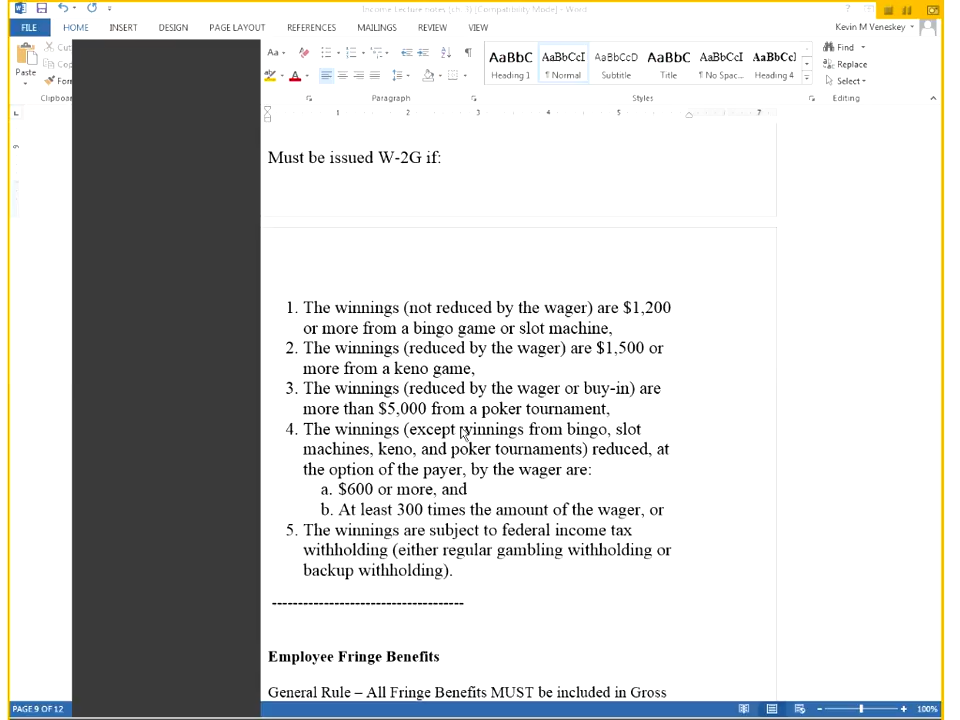 Income Lecture notes (ch. 3) [Compatibility Mode] - Word
FILE HOME INSERT DESIGN PAGE LAYOUT REFERENCES MAILINGS REVIEW VIEW Kevin M Veneskey
Cut
Paste
Clipboar
Aa
Paragraph
AaBbC AaBbCcI AaBbCcD AaBbC AaBbCcI AaBbCcI
Heading 1 ¶ Normal Subtitle Title ¶ No Spac... Heading 4
Styles
Find
Replace
Select
Editing
1 2 3 4 5 7
Must be issued W-2G if:
1. The winnings (not reduced by the wager) are $1,200
or more from a bingo game or slot machine,
2. The winnings (reduced by the wager) are $1,500 or
more from a keno game,
3. The winnings (reduced by the wager or buy-in) are
more than $5,000 from a poker tournament,
4. The winnings (except winnings from bingo, slot
machines, keno, and poker tournaments) reduced, at
the option of the payer, by the wager are:
a. $600 or more, and
b. At least 300 times the amount of the wager, or
5. The winnings are subject to federal income tax
withholding (either regular gambling withholding or
backup withholding).
------------------------------------
Employee Fringe Benefits
General Rule – All Fringe Benefits MUST be included in Gross
PAGE 9 OF 12 100%